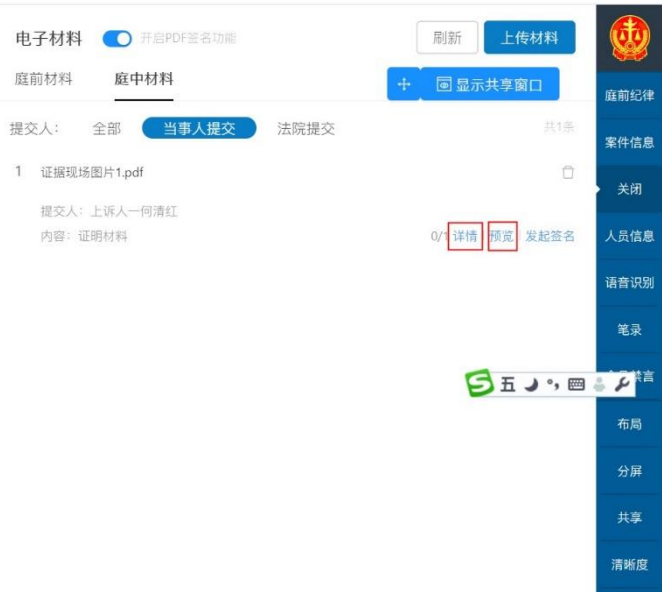 电子材料 开启PDF签名功能 刷新 上传材料
庭前材料 庭中材料 显示共享窗口
提交人： 全部 当事人提交 法院提交 共1条
1 证据现场图片1.pdf
提交人：上诉人—何清红
内容：证明材料 0/1 详情 预览 发起签名
五
庭前纪律
案件信息
关闭
人员信息
语音识别
笔录
禁言
布局
分屏
共享
清晰度